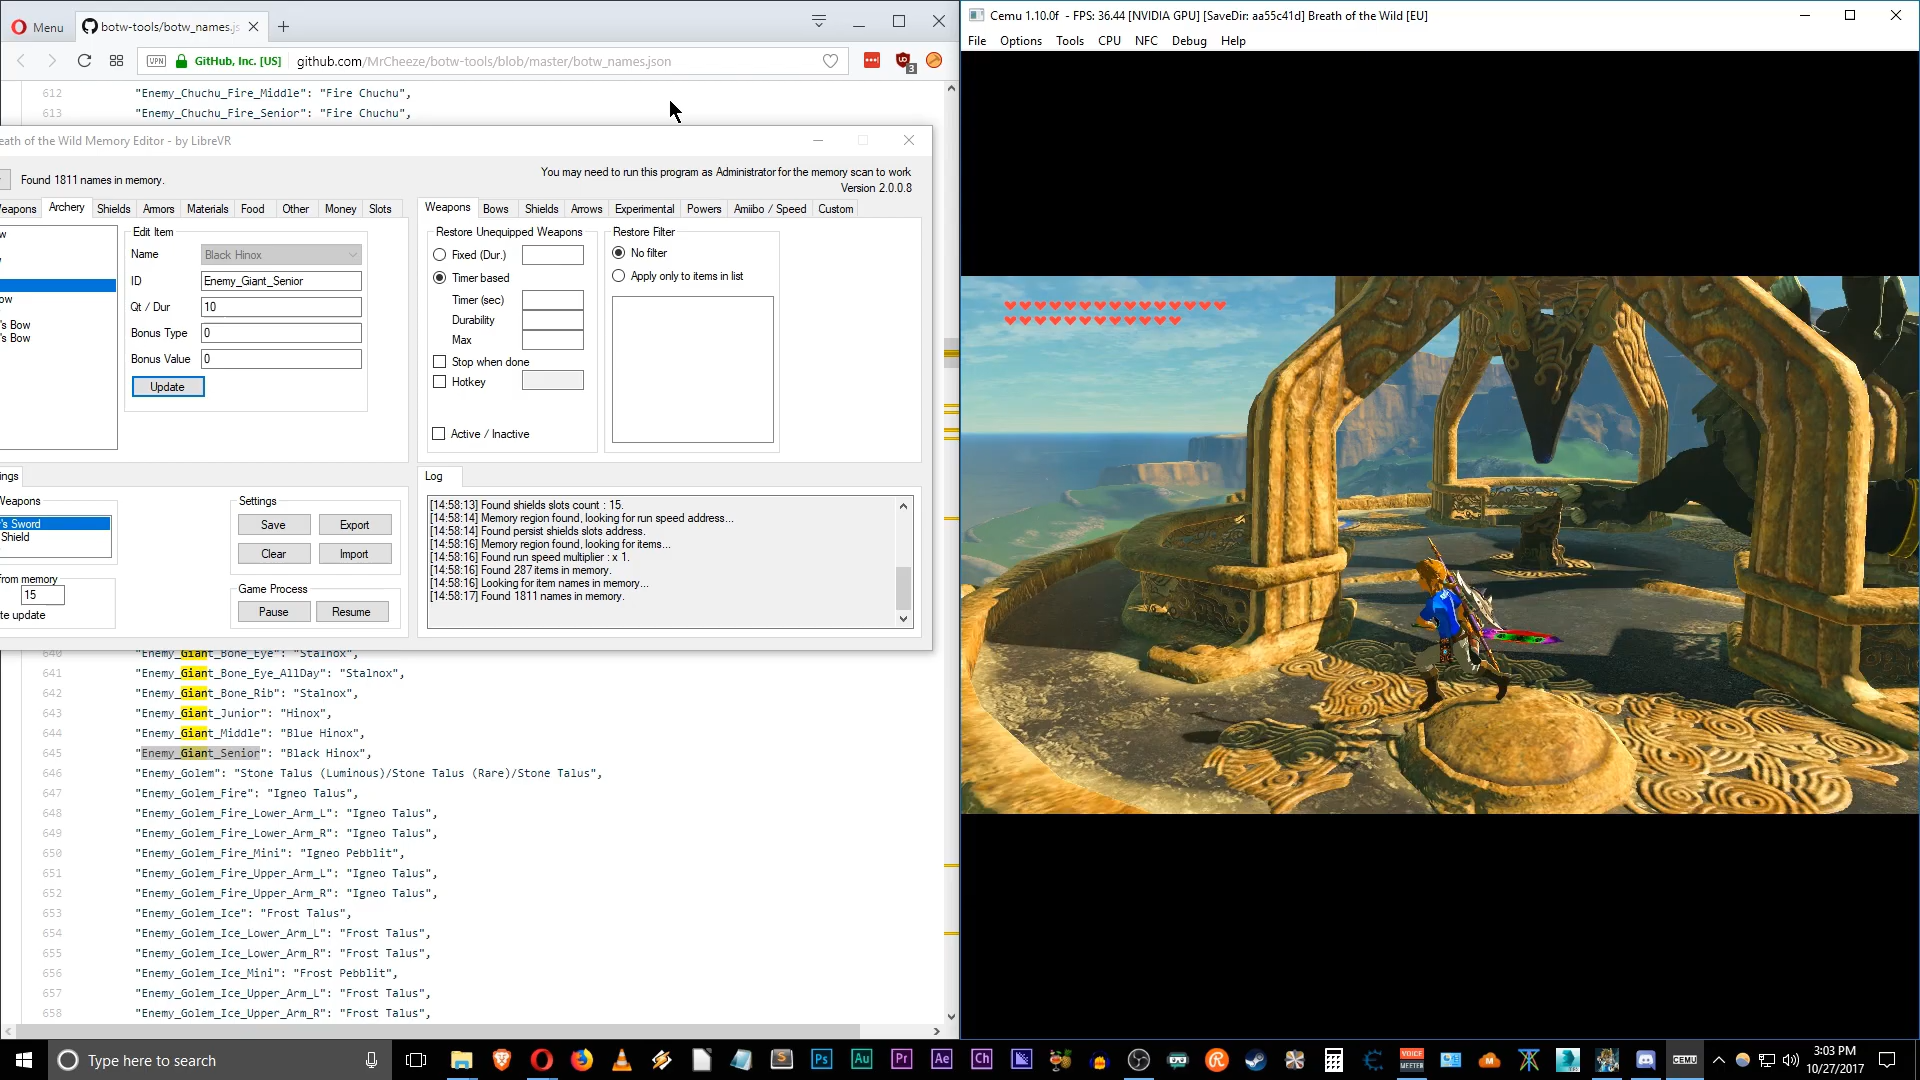 Menu
botw-tools/botw_names.js
VPN
GitHub, Inc. [US]
github.com/MrCheeze/botw-tools/blob/master/botw_names.json
3
612 "Enemy_Chuchu_Fire_Middle": "Fire Chuchu",
613 "Enemy_Chuchu_Fire_Senior": "Fire Chuchu",
eath of the Wild Memory Editor - by LibreVR
Found 1811 names in memory.
You may need to run this program as Administrator for the memory scan to work
Version 2.0.0.8
eapons Archery Shields Armors Materials Food Other Money Slots
's Bow
's Bow
Edit Item
Name Black Hinox
ID Enemy_Giant_Senior
Qt / Dur 10
Bonus Type 0
Bonus Value 0
Update
Weapons Bows Shields Arrows Experimental Powers Amiibo / Speed Custom
Restore Unequipped Weapons
Fixed (Dur.)
Timer based
Timer (sec)
Durability
Max
Stop when done
Hotkey
Active / Inactive
Restore Filter
No filter
Apply only to items in list
ings
Weapons
's Sword
Shield
from memory
15
te update
Settings
Save Export
Clear Import
Game Process
Pause Resume
Log
[14:58:13] Found shields slots count : 15.
[14:58:14] Memory region found, looking for run speed address...
[14:58:14] Found persist shields slots address.
[14:58:16] Memory region found, looking for items...
[14:58:16] Found run speed multiplier : x 1.
[14:58:16] Found 287 items in memory.
[14:58:16] Looking for item names in memory...
[14:58:17] Found 1811 names in memory.
640 "Enemy_Giant_Bone_Eye": "Stalnox",
641 "Enemy_Giant_Bone_Eye_AllDay": "Stalnox",
642 "Enemy_Giant_Bone_Rib": "Stalnox",
643 "Enemy_Giant_Junior": "Hinox",
644 "Enemy_Giant_Middle": "Blue Hinox",
645 "Enemy_Giant_Senior": "Black Hinox",
646 "Enemy_Golem": "Stone Talus (Luminous)/Stone Talus (Rare)/Stone Talus",
647 "Enemy_Golem_Fire": "Igneo Talus",
648 "Enemy_Golem_Fire_Lower_Arm_L": "Igneo Talus",
649 "Enemy_Golem_Fire_Lower_Arm_R": "Igneo Talus",
650 "Enemy_Golem_Fire_Mini": "Igneo Pebblit",
651 "Enemy_Golem_Fire_Upper_Arm_L": "Igneo Talus",
652 "Enemy_Golem_Fire_Upper_Arm_R": "Igneo Talus",
653 "Enemy_Golem_Ice": "Frost Talus",
654 "Enemy_Golem_Ice_Lower_Arm_L": "Frost Talus",
655 "Enemy_Golem_Ice_Lower_Arm_R": "Frost Talus",
656 "Enemy_Golem_Ice_Mini": "Frost Pebblit",
657 "Enemy_Golem_Ice_Upper_Arm_L": "Frost Talus",
658 "Enemy_Golem_Ice_Upper_Arm_R": "Frost Talus",
Cemu 1.10.0f - FPS: 36.44 [NVIDIA GPU] [SaveDir: aa55c41d] Breath of the Wild [EU]
File Options Tools CPU NFC Debug Help
Type here to search
Ps Au Pr Ae Ch
VOICE MEETER
CEMU
3:03 PM
10/27/2017